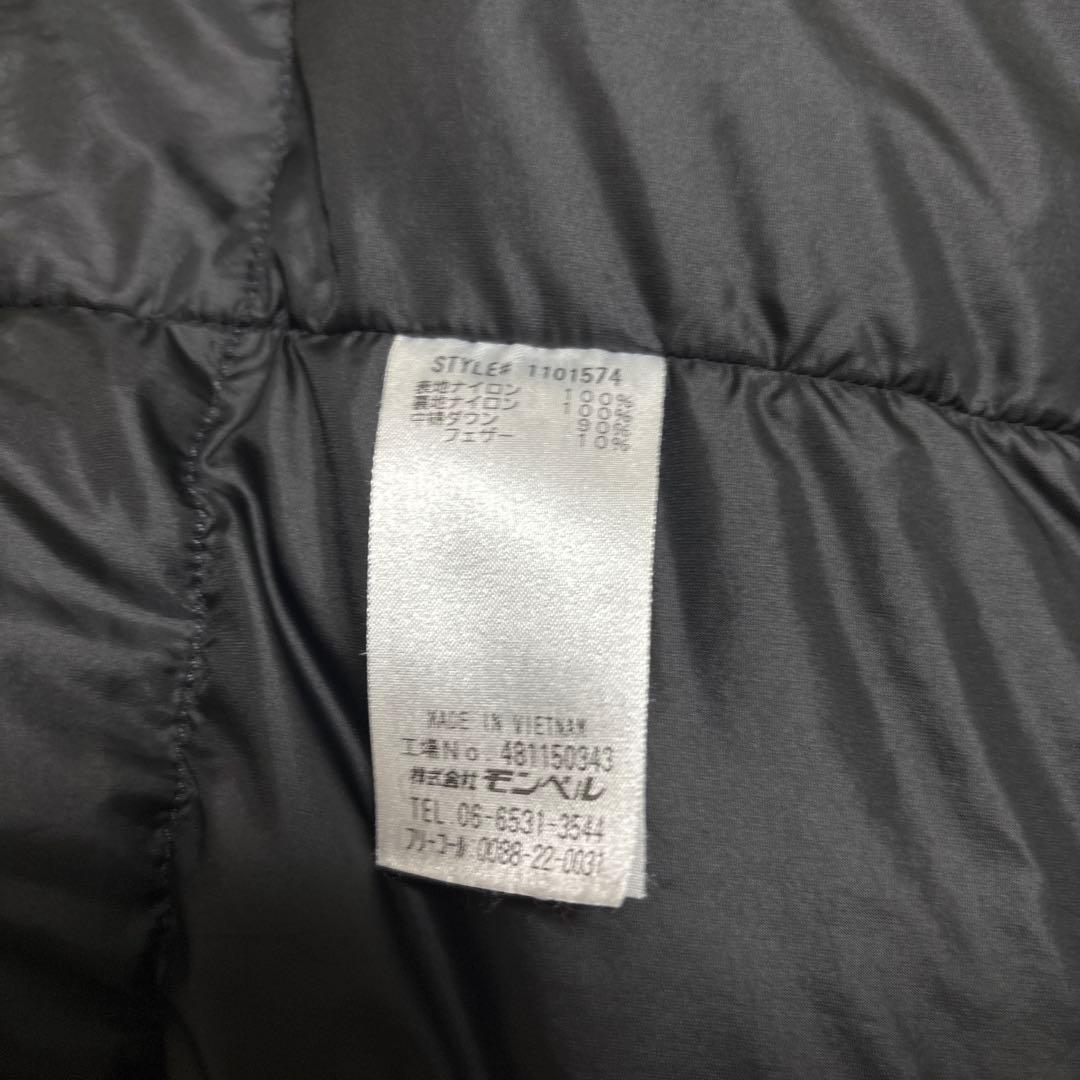 STYLE# 1101574
表地ナイロン 100%
裏地ナイロン 100%
中綿ダウン 90%
フェザー 10%
MADE IN VIETNAM
工場No. 481150343
株式会社 モンベル
TEL 06-6531-3544
フリーコール 0088-22-0031